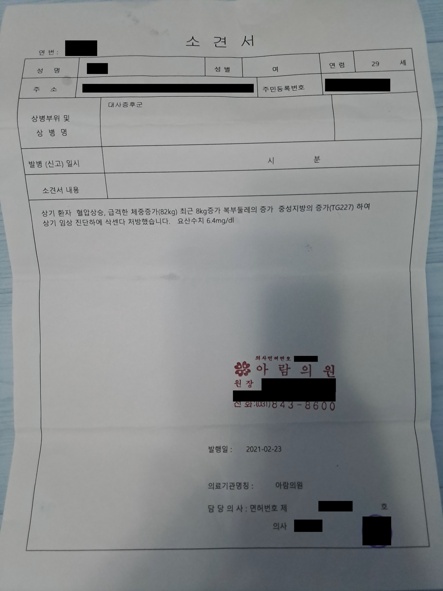 소 견 서
연 번 :
성 명 성 별 여 연 령 29 세
주 소 주민등록번호
상병부위 및
상 병 명
대사증후군
발병 (신고) 일시 시 분
소견서 내용
상기 환자 혈압상승, 급격한 체중증가(82kg) 최근 8kg증가 복부둘레의 증가 중성지방의 증가(TG227) 하여
상기 임상 진단하에 삭센다 처방했습니다. 요산수치 6.4mg/dl
의사면허번호
아 람 의 원
원 장
전 화 643-8600
발행일 : 2021-02-23
의료기관명칭 : 아람의원
담 당 의 사 : 면허번호 제 호
의사